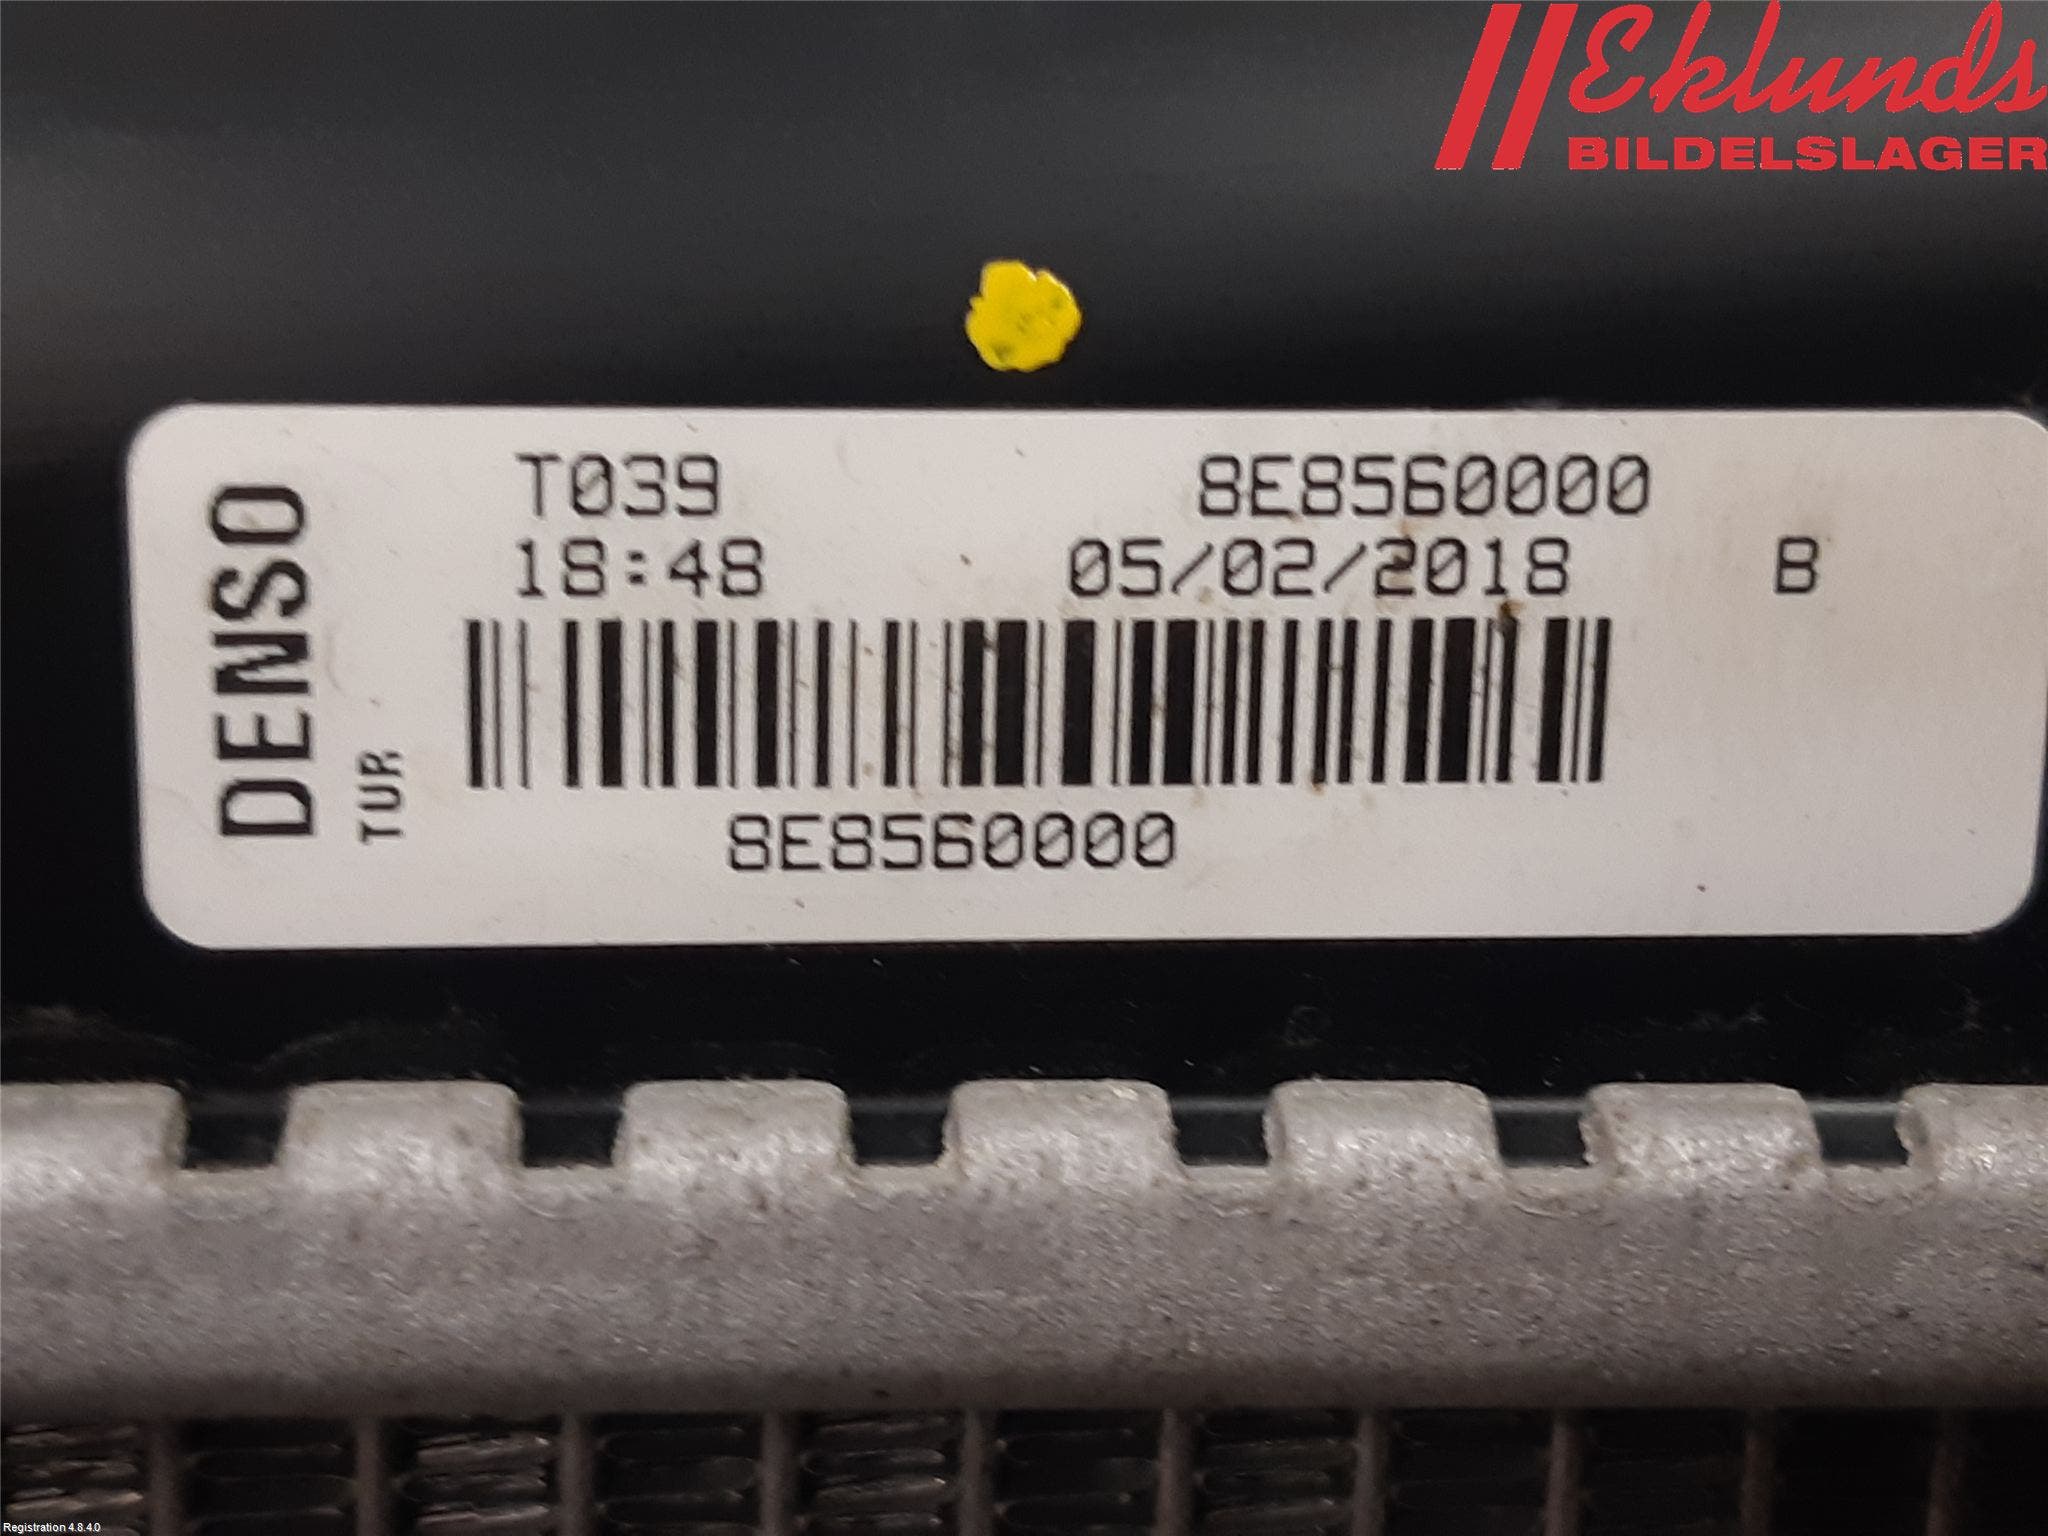 Eklunds
BILDELSLAGER
DENSO
TUR
T039 8E8560000
18:48 05/02/2018 B
8E8560000
Registration 4.8.4.0